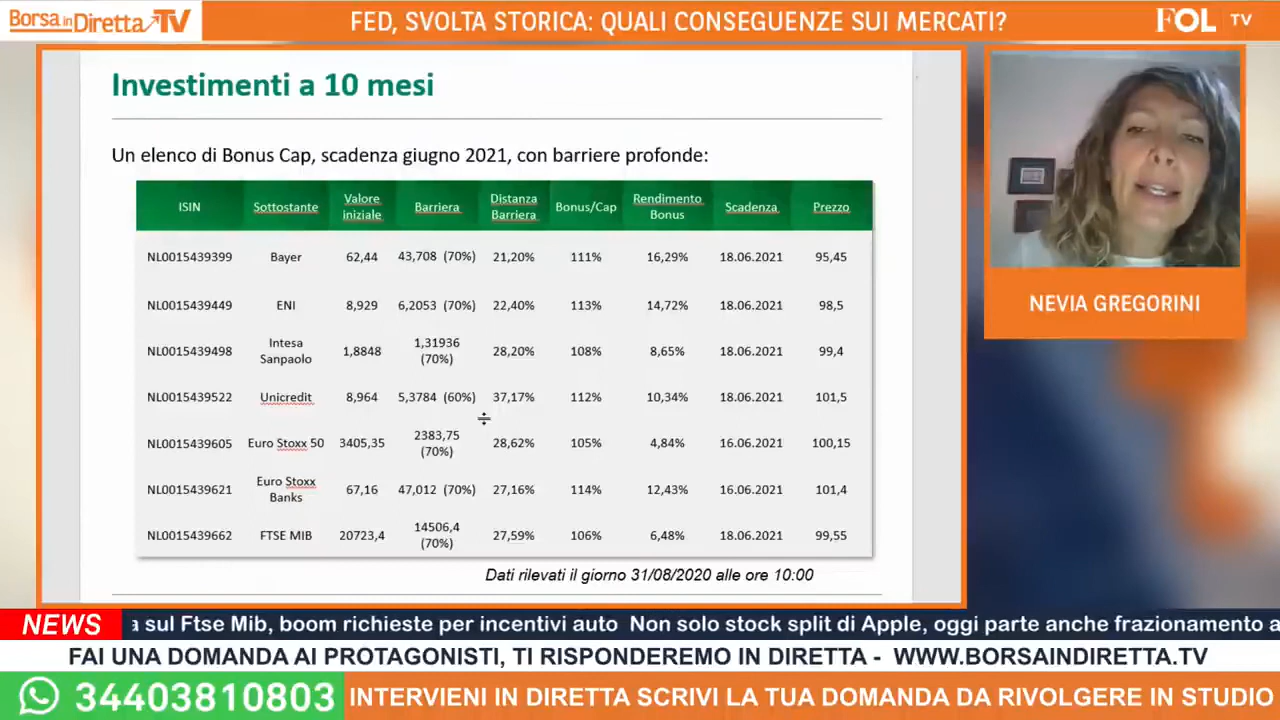 Borsa in Diretta TV
FED, SVOLTA STORICA: QUALI CONSEGUENZE SUI MERCATI?
FOL TV
Investimenti a 10 mesi
Un elenco di Bonus Cap, scadenza giugno 2021, con barriere profonde:
ISIN Sottostante Valore iniziale Barriera Distanza Barriera Bonus/Cap Rendimento Bonus Scadenza Prezzo
NL0015439399 Bayer 62,44 43,708 (70%) 21,20% 111% 16,29% 18.06.2021 95,45
NL0015439449 ENI 8,929 6,2053 (70%) 22,40% 113% 14,72% 18.06.2021 98,5
NL0015439498 Intesa Sanpaolo 1,8848 1,31936 (70%) 28,20% 108% 8,65% 18.06.2021 99,4
NL0015439522 Unicredit 8,964 5,3784 (60%) 37,17% 112% 10,34% 18.06.2021 101,5
NL0015439605 Euro Stoxx 50 3405,35 2383,75 (70%) 28,62% 105% 4,84% 16.06.2021 100,15
NL0015439621 Euro Stoxx Banks 67,16 47,012 (70%) 27,16% 114% 12,43% 16.06.2021 101,4
NL0015439662 FTSE MIB 20723,4 14506,4 (70%) 27,59% 106% 6,48% 18.06.2021 99,55
Dati rilevati il giorno 31/08/2020 alle ore 10:00
NEVIA GREGORINI
NEWS a sul Ftse Mib, boom richieste per incentivi auto Non solo stock split di Apple, oggi parte anche frazionamento a
FAI UNA DOMANDA AI PROTAGONISTI, TI RISPONDEREMO IN DIRETTA - WWW.BORSAINDIRETTA.TV
34403810803 INTERVIENI IN DIRETTA SCRIVI LA TUA DOMANDA DA RIVOLGERE IN STUDIO